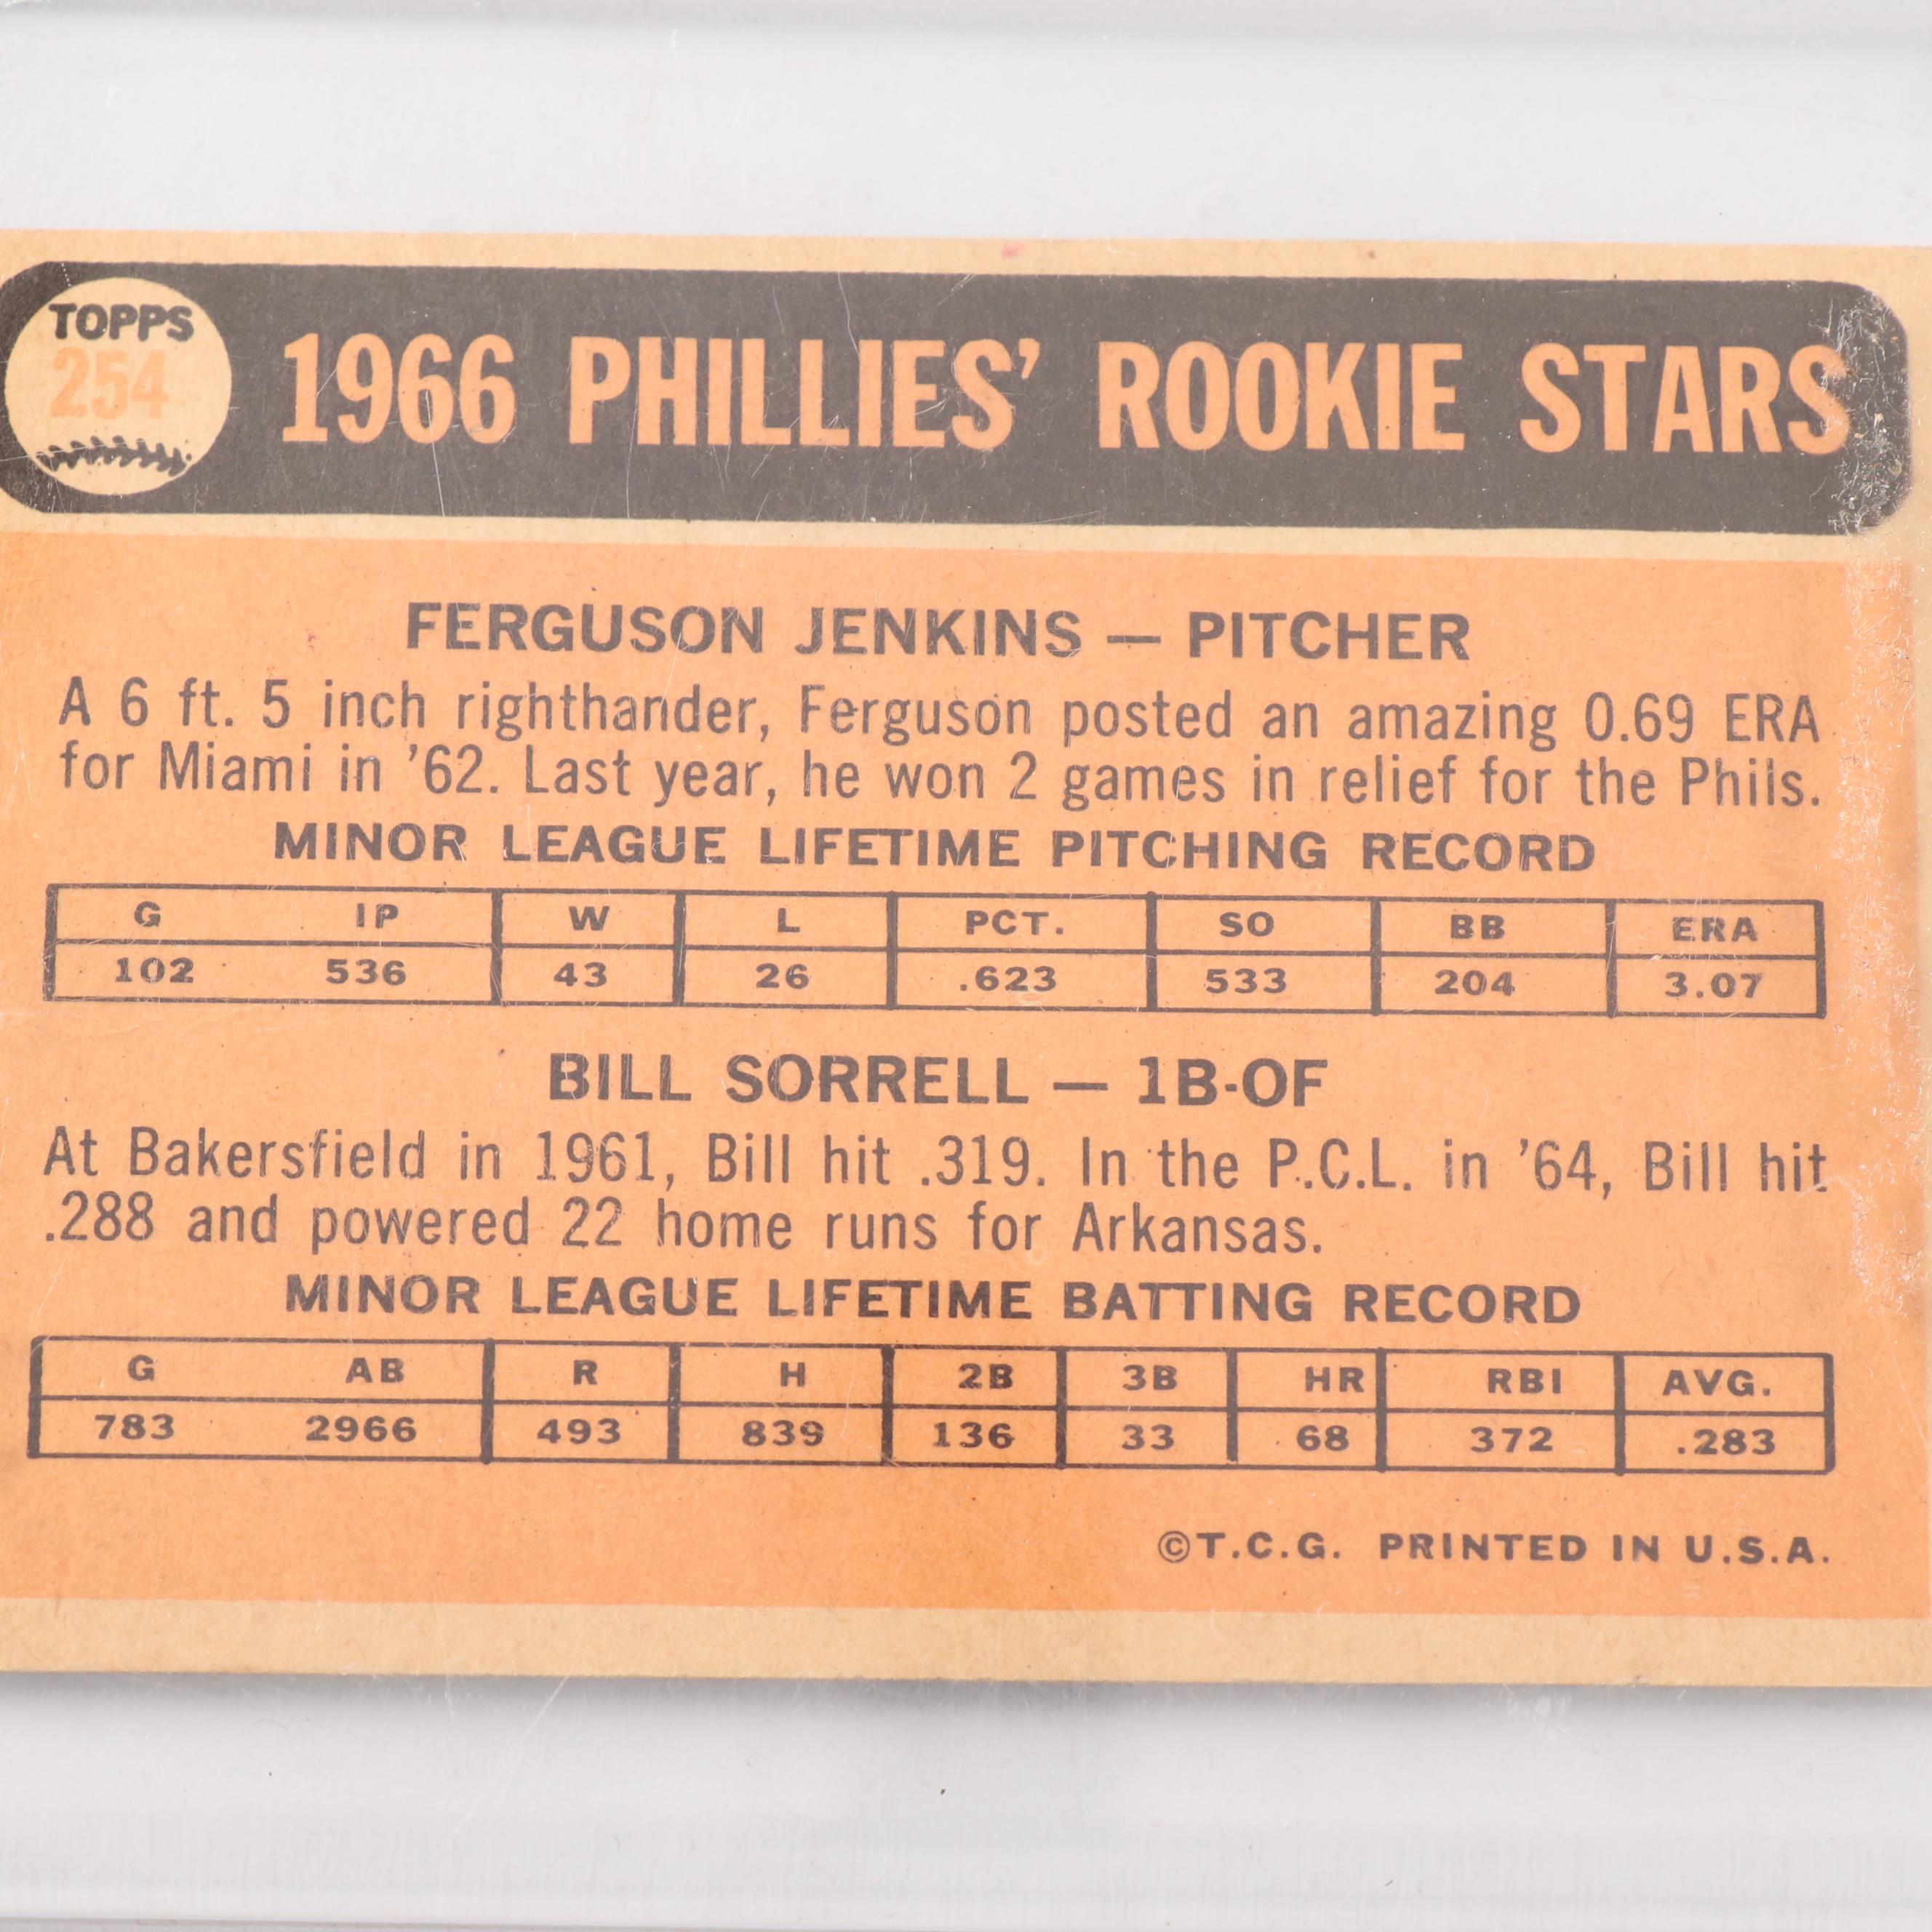 TOPPS
254
1966 PHILLIES' ROOKIE STARS
FERGUSON JENKINS — PITCHER
A 6 ft. 5 inch righthander, Ferguson posted an amazing 0.69 ERA
for Miami in '62. Last year, he won 2 games in relief for the Phils.
MINOR LEAGUE LIFETIME PITCHING RECORD
G IP W L PCT. SO BB ERA
102 536 43 26 .623 533 204 3.07
BILL SORRELL — 1B-OF
At Bakersfield in 1961, Bill hit .319. In the P.C.L. in '64, Bill hit
.288 and powered 22 home runs for Arkansas.
MINOR LEAGUE LIFETIME BATTING RECORD
G AB R H 2B 3B HR RBI AVG.
783 2966 493 839 136 33 68 372 .283
©T.C.G. PRINTED IN U.S.A.